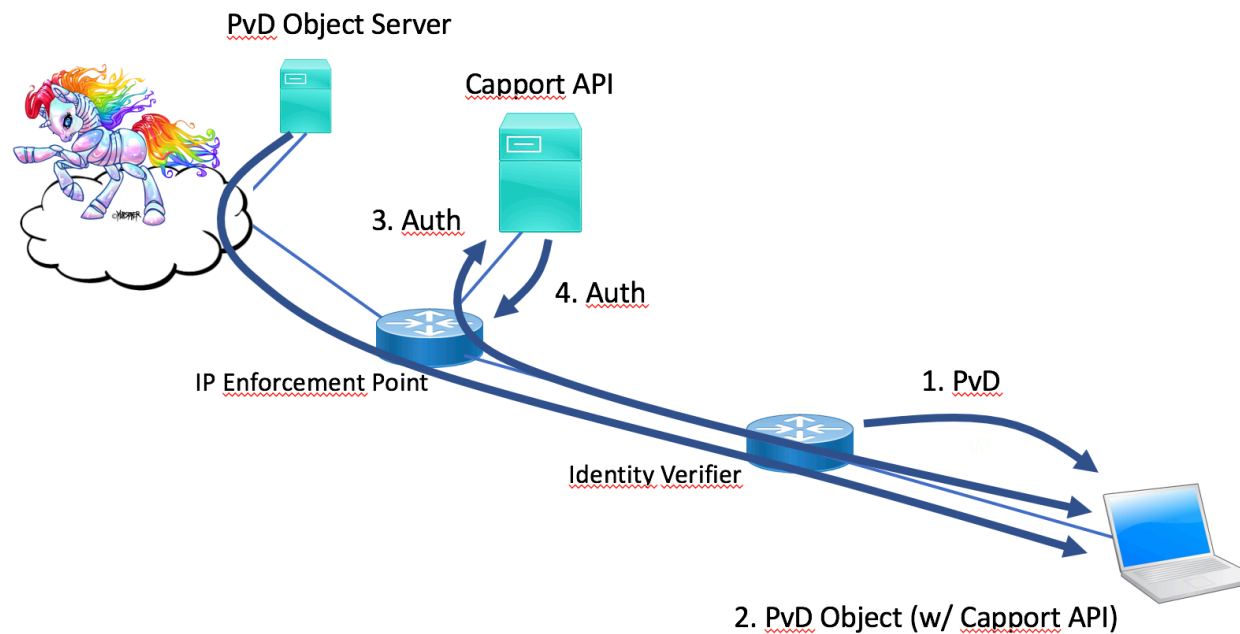 PvD Object Server
Capport API
3. Auth
4. Auth
IP Enforcement Point
1. PvD
Identity Verifier
2. PvD Object (w/ Capport API)